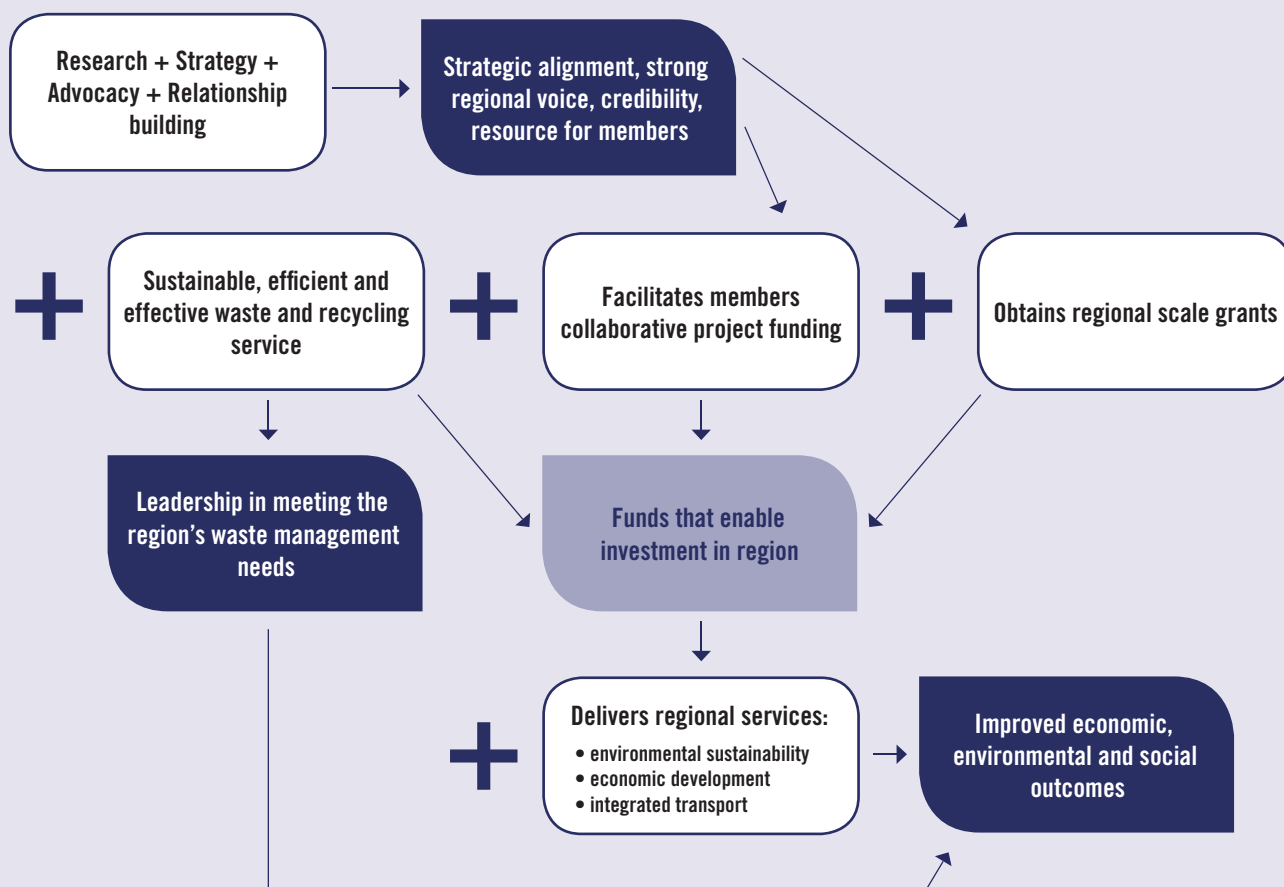 Research + Strategy +
Advocacy + Relationship
building
Strategic alignment, strong
regional voice, credibility,
resource for members
+
Sustainable, efficient and
effective waste and recycling
service
+
Facilitates members
collaborative project funding
+
Obtains regional scale grants
Leadership in meeting the
region’s waste management
needs
Funds that enable
investment in region
+
Delivers regional services:
• environmental sustainability
• economic development
• integrated transport
Improved economic,
environmental and social
outcomes